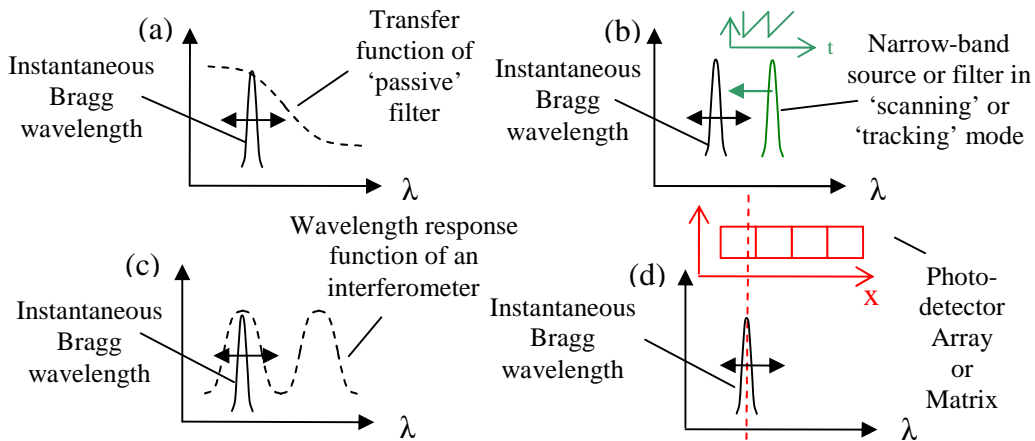 (a)
Transfer
function of
‘passive’
filter
Instantaneous
Bragg
wavelength
λ
(b)
t
Narrow-band
source or filter in
‘scanning’ or
‘tracking’ mode
Instantaneous
Bragg
wavelength
λ
(c)
Wavelength response
function of an
interferometer
Instantaneous
Bragg
wavelength
λ
(d)
x
Photo-
detector
Array
or
Matrix
Instantaneous
Bragg
wavelength
λ